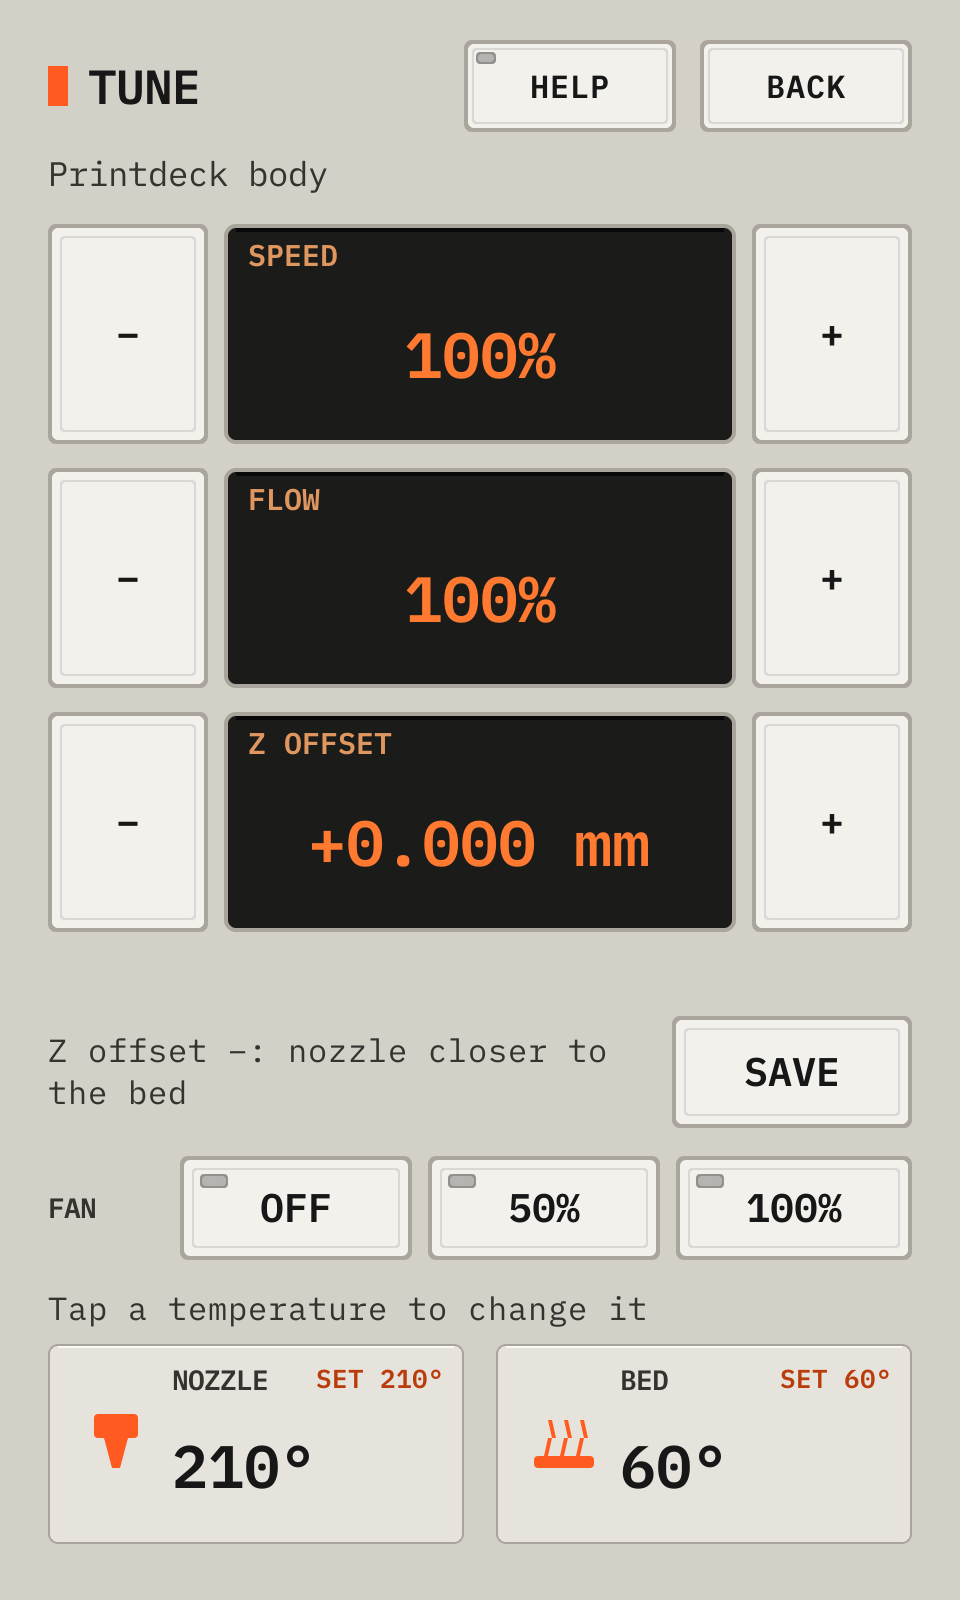 TUNE
HELP
BACK
Printdeck body
SPEED
−
100%
+
FLOW
−
100%
+
Z OFFSET
−
+0.000 mm
+
Z offset −: nozzle closer to
the bed
SAVE
FAN
OFF
50%
100%
Tap a temperature to change it
NOZZLE
SET 210°
210°
BED
SET 60°
60°